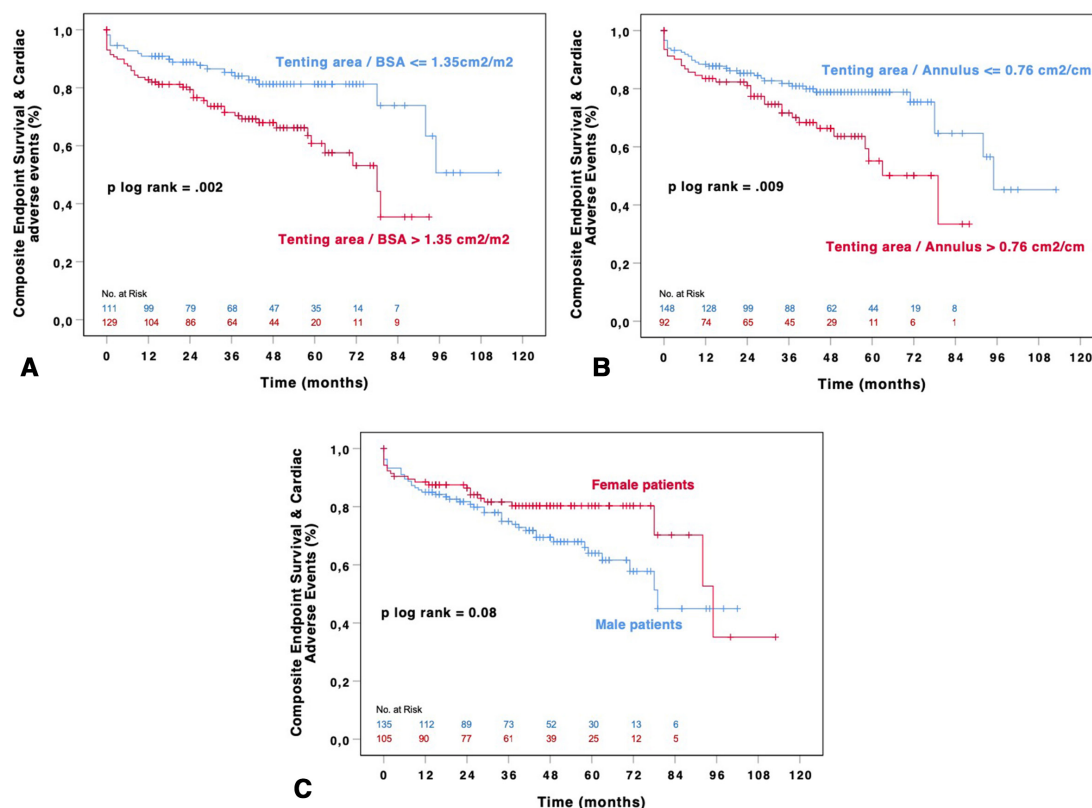 Composite Endpoint Survival & Cardiac
adverse events (%)
1,0
0,8
0,6
0,4
0,2
0,0
Tenting area / BSA <= 1.35cm2/m2
p log rank = .002
Tenting area / BSA > 1.35 cm2/m2
No. at Risk
111 99 79 68 47 35 14 7
129 104 86 64 44 20 11 9
0 12 24 36 48 60 72 84 96 108 120
Time (months)
A
Composite Endpoint Survival & Cardiac
Adverse Events (%)
1,0
0,8
0,6
0,4
0,2
0,0
Tenting area / Annulus <= 0.76 cm2/cm
p log rank = .009
Tenting area / Annulus > 0.76 cm2/cm
No. at Risk
148 128 99 88 62 44 19 8
92 74 65 45 29 11 6 1
0 12 24 36 48 60 72 84 96 108 120
Time (months)
B
Composite Endpoint Survival & Cardiac
Adverse Events (%)
1,0
0,8
0,6
0,4
0,2
0,0
Female patients
p log rank = 0.08
Male patients
No. at Risk
135 112 89 73 52 30 13 6
105 90 77 61 39 25 12 5
0 12 24 36 48 60 72 84 96 108 120
Time (months)
C